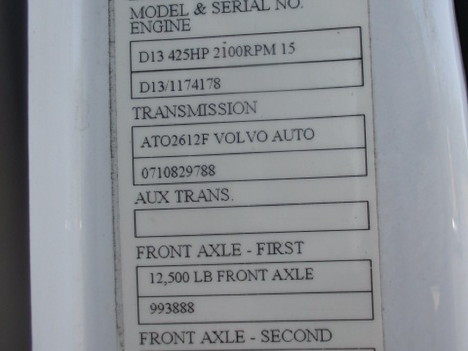 MODEL & SERIAL NO.
ENGINE
D13 425HP 2100RPM 15
D13/1174178
TRANSMISSION
ATO2612F VOLVO AUTO
0710829788
AUX TRANS.
FRONT AXLE - FIRST
12,500 LB FRONT AXLE
993888
FRONT AXLE - SECOND